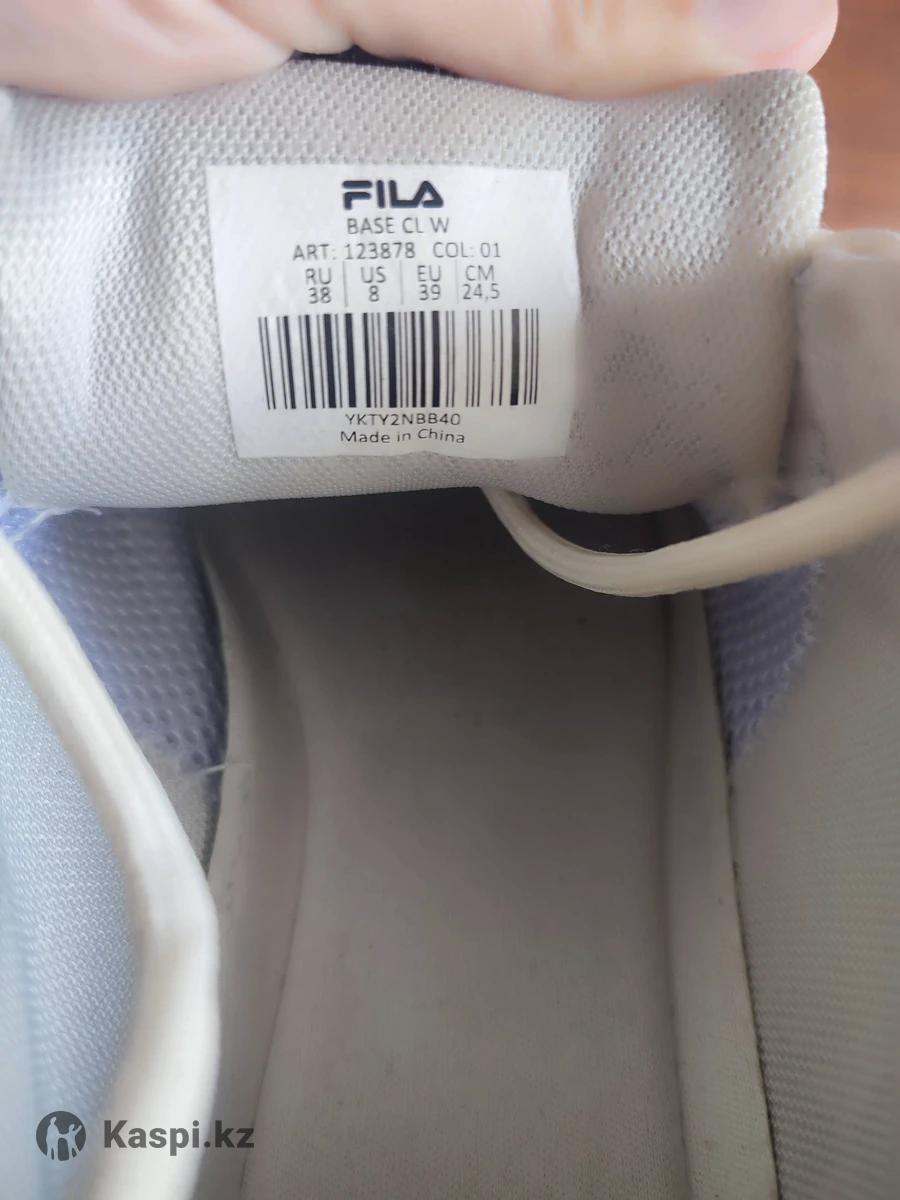 FILA
BASE CL W
ART: 123878 COL: 01
RU US EU CM
38 8 39 24,5
YKTY2NBB40
Made in China
Kaspi.kz